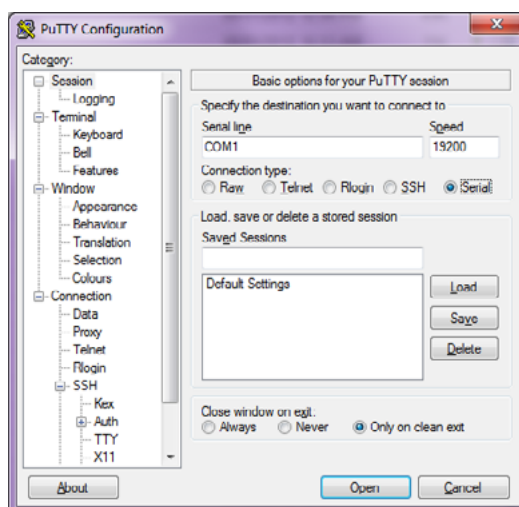 PuTTY Configuration
Category:
Session
Logging
Terminal
Keyboard
Bell
Features
Window
Appearance
Behaviour
Translation
Selection
Colours
Connection
Data
Proxy
Telnet
Rlogin
SSH
Kex
Auth
TTY
X11
Basic options for your PuTTY session
Specify the destination you want to connect to
Serial line Speed
COM1 19200
Connection type:
Raw Telnet Rlogin SSH Serial
Load, save or delete a stored session
Saved Sessions
Default Settings
Load
Save
Delete
Close window on exit:
Always Never Only on clean exit
About Open Cancel